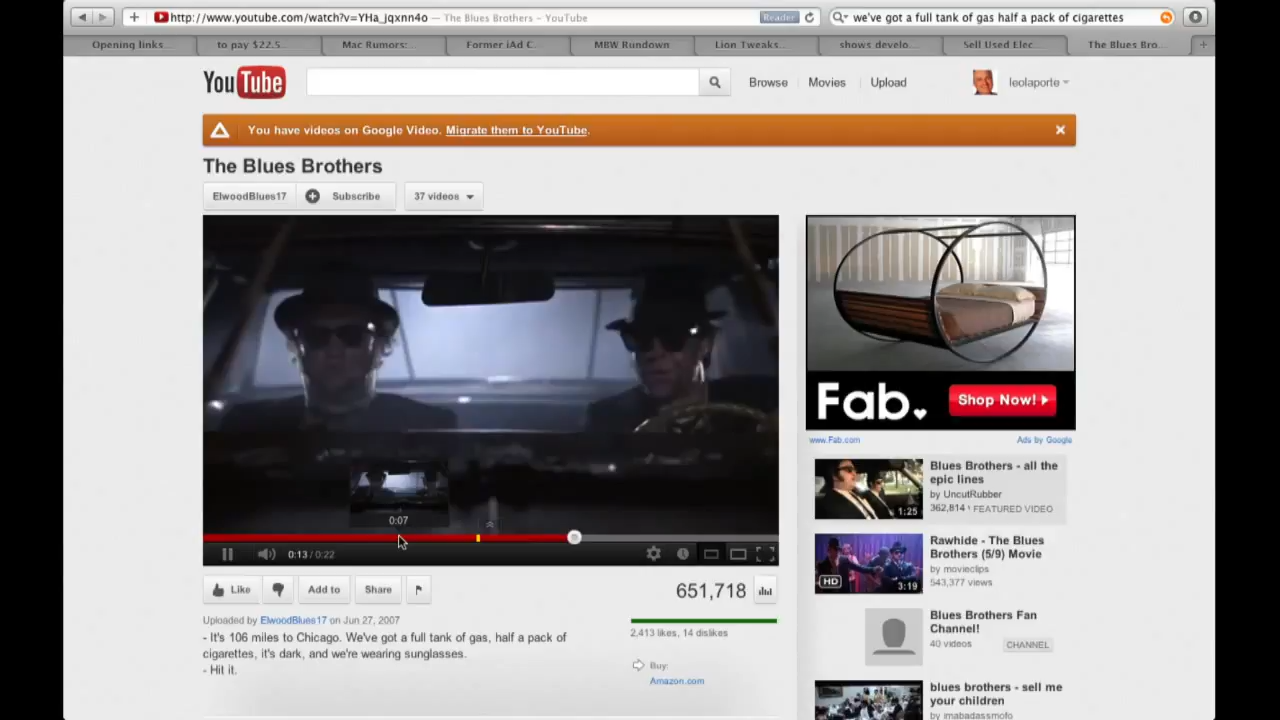 http://www.youtube.com/watch?v=YHa_jqxnn4o — The Blues Brothers - YouTube
Reader
we've got a full tank of gas half a pack of cigarettes
Opening links...
to pay $22.5...
Mac Rumors:...
Former iAd C...
MBW Rundown
Lion Tweaks...
shows develo...
Sell Used Elec...
The Blues Bro...
YouTube
Browse
Movies
Upload
leolaporte
You have videos on Google Video. Migrate them to YouTube.
The Blues Brothers
ElwoodBlues17
Subscribe
37 videos
0:07
0:13 / 0:22
Like
Add to
Share
651,718
Uploaded by ElwoodBlues17 on Jun 27, 2007
- It's 106 miles to Chicago. We've got a full tank of gas, half a pack of
cigarettes, it's dark, and we're wearing sunglasses.
- Hit it.
2,413 likes, 14 dislikes
Buy:
Amazon.com
Fab.
Shop Now!
www.Fab.com
Ads by Google
Blues Brothers - all the
epic lines
by UncutRubber
362,814
FEATURED VIDEO
1:25
Rawhide - The Blues
Brothers (5/9) Movie
by movieclips
543,377 views
HD
3:19
Blues Brothers Fan
Channel!
40 videos
CHANNEL
blues brothers - sell me
your children
by imabadassmofo